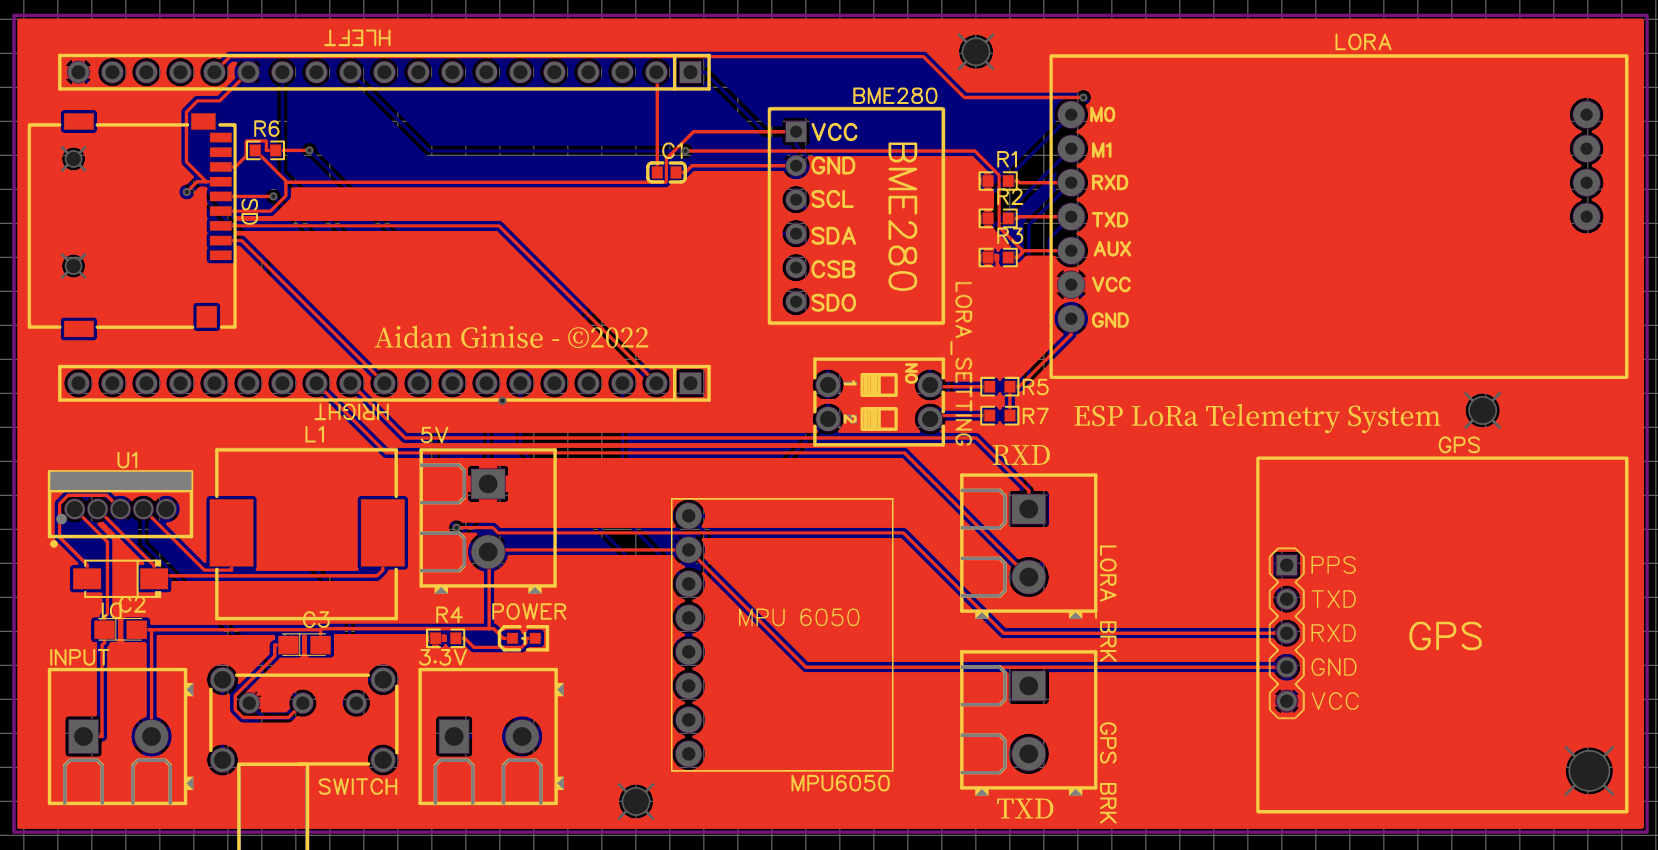 HLEFT
LORA
BME280
M0
VCC
R6
M1
C1
GND
R1
RXD
R2
SCL
TXD
SD
BME280
SDA
R3
AUX
CSB
VCC
SDO
GND
LORA_SETTING
Aidan Ginise - ©2022
ON
1
2
R5
R7
HRIGHT
ESP LoRa Telemetry System
L1
5V
GPS
RXD
U1
LORA BRK
PPS
TXD
MPU 6050
RXD
GPS
GND
VCC
C2
C3
R4
POWER
INPUT
3.3V
SWITCH
MPU6050
GPS BRK
TXD